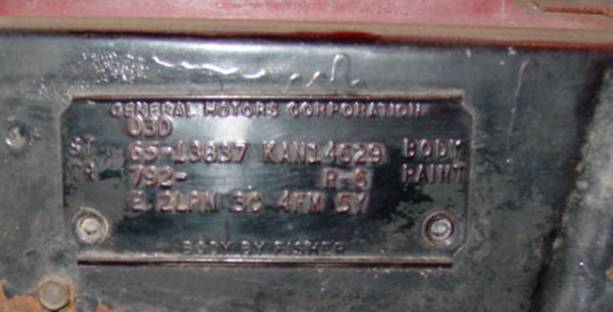 GENERAL MOTORS CORPORATION
03D
ST 65-13837 KAN14629 BODY
TR 792- R-6 PAINT
E 2LPN 3C 4FM 5Y
BODY BY FISHER